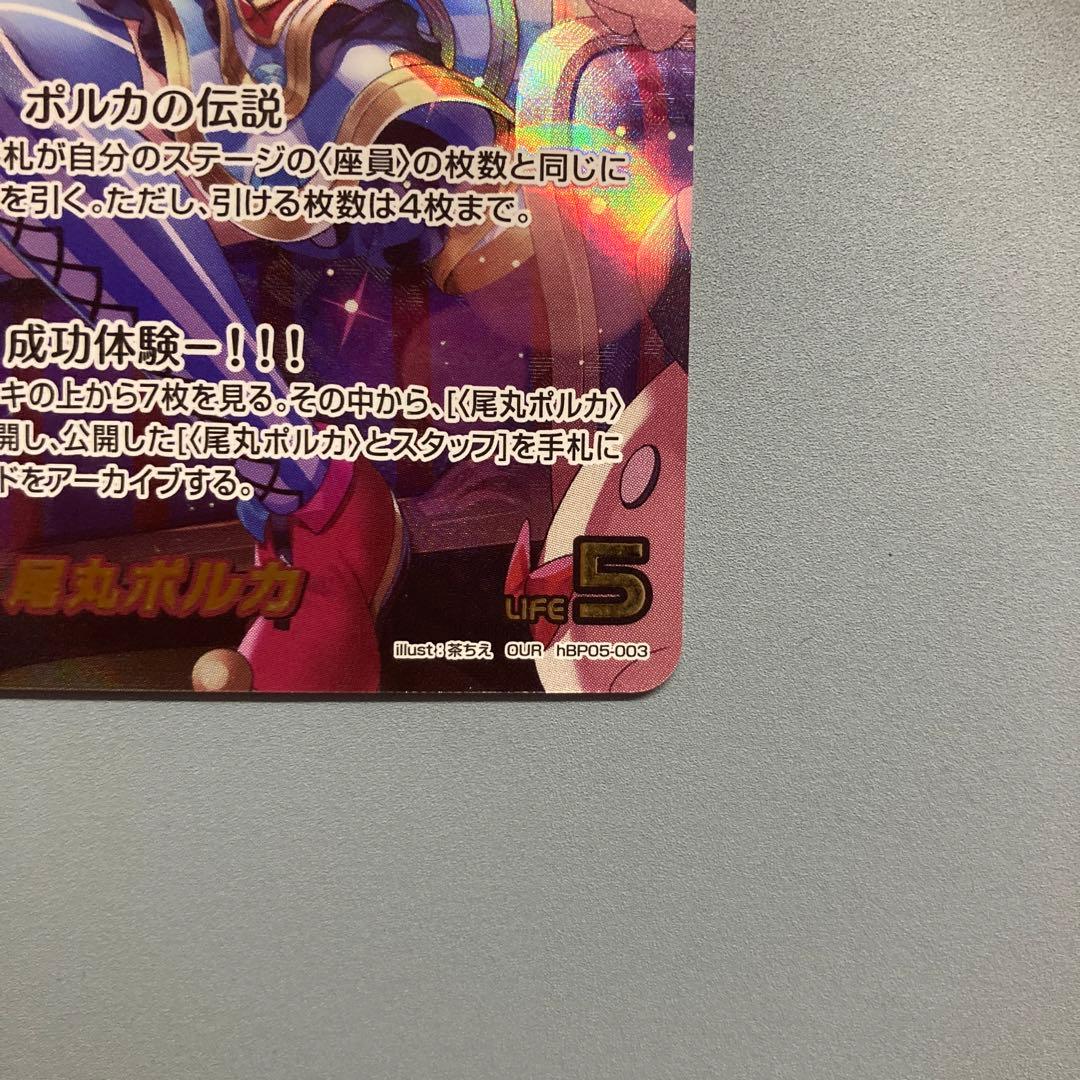 ポルカの伝説
札が自分のステージの〈座員〉の枚数と同じに
を引く。ただし、引ける枚数は4枚まで。
成功体験ー！！！
キの上から7枚を見る。その中から、[〈尾丸ポルカ〉
開し、公開した[〈尾丸ポルカ〉とスタッフ]を手札に
ドをアーカイブする。
尾丸ポルカ
LIFE 5
illust：茶ちえ OUR hBP05-003